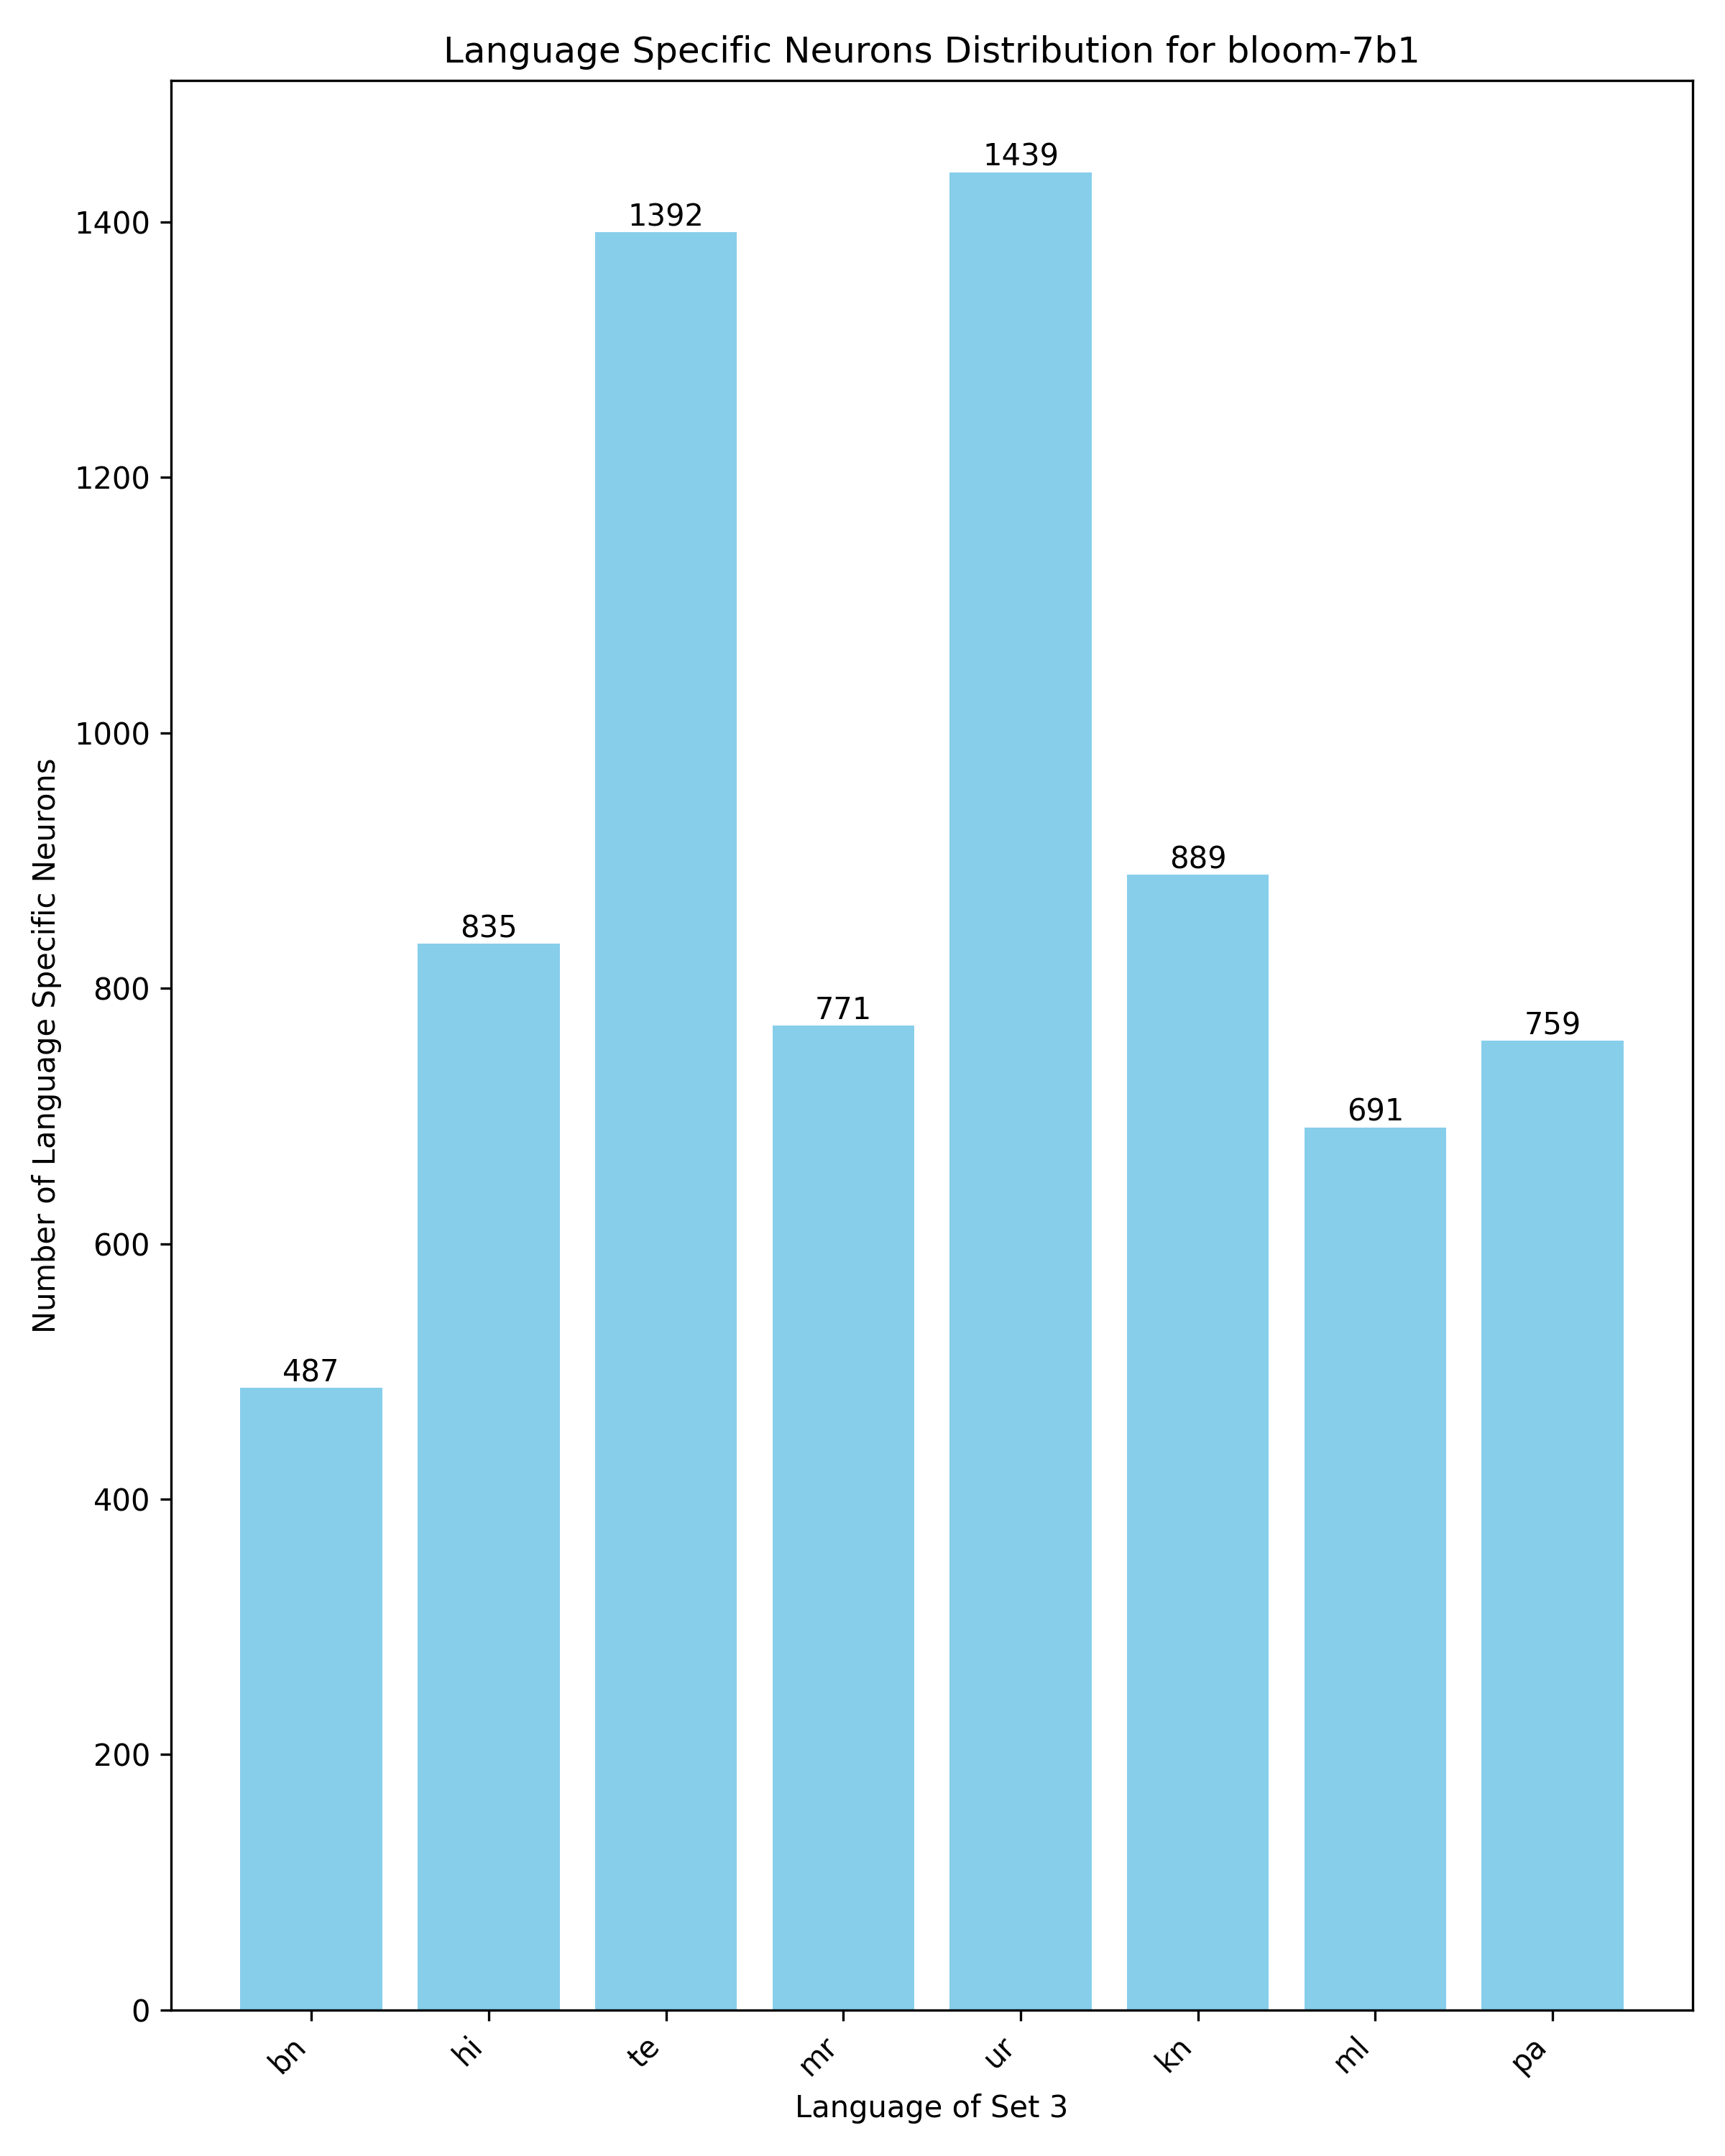 Language Specific Neurons Distribution for bloom-7b1
Number of Language Specific Neurons
1400
1200
1000
800
600
400
200
0
487
835
1392
771
1439
889
691
759
bn
hi
te
mr
ur
kn
ml
pa
Language of Set 3